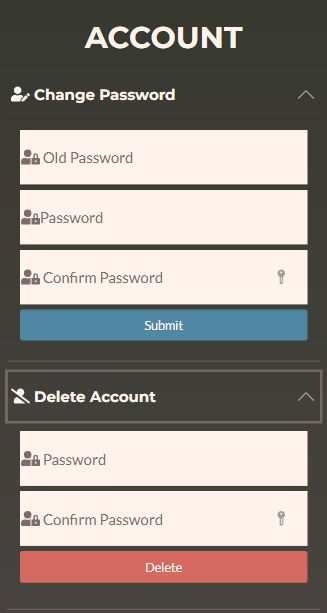 ACCOUNT
Change Password
Old Password
Password
Confirm Password
Submit
Delete Account
Password
Confirm Password
Delete